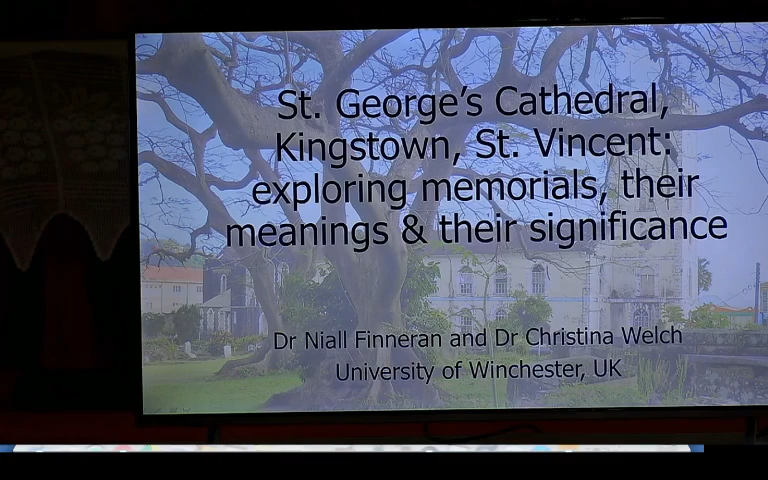 St. George's Cathedral,
Kingstown, St. Vincent:
exploring memorials, their
meanings & their significance
Dr Niall Finneran and Dr Christina Welch
University of Winchester, UK